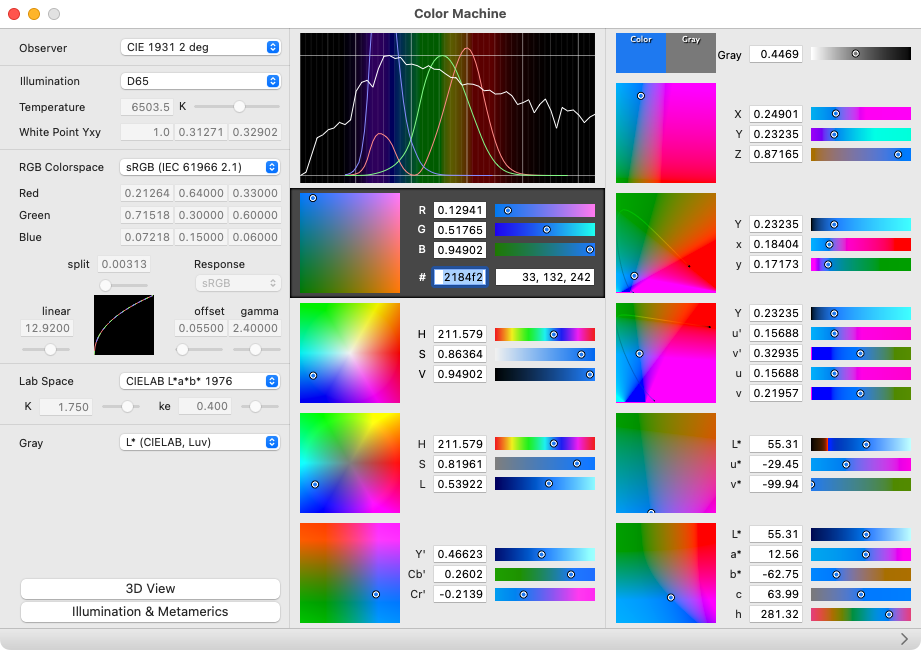 Color Machine
Observer
CIE 1931 2 deg
Illumination
D65
Temperature
6503.5 K
White Point Yxy
1.0 0.31271 0.32902
RGB Colorspace
sRGB (IEC 61966 2.1)
Red
0.21264 0.64000 0.33000
Green
0.71518 0.30000 0.60000
Blue
0.07218 0.15000 0.06000
split 0.00313
Response
sRGB
linear
12.9200
offset
0.05500
gamma
2.40000
Lab Space
CIELAB L*a*b* 1976
K 1.750
ke 0.400
Gray
L* (CIELAB, Luv)
3D View
Illumination & Metamerics
R 0.12941
G 0.51765
B 0.94902
# 2184f2
33, 132, 242
H 211.579
S 0.86364
V 0.94902
H 211.579
S 0.81961
L 0.53922
Y' 0.46623
Cb' 0.2602
Cr' -0.2139
Color
Gray
Gray 0.4469
X 0.24901
Y 0.23235
Z 0.87165
Y 0.23235
x 0.18404
y 0.17173
Y 0.23235
u' 0.15688
v' 0.32935
u 0.15688
v 0.21957
L* 55.31
u* -29.45
v* -99.94
L* 55.31
a* 12.56
b* -62.75
c 63.99
h 281.32